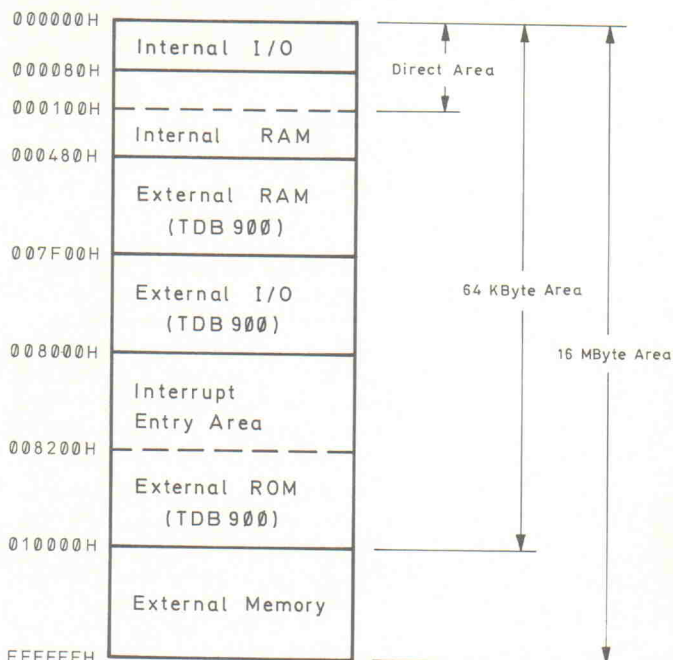 000000H
Internal I/O
000080H
Direct Area
000100H
Internal RAM
000480H
External RAM
(TDB 900)
007F00H
External I/O
(TDB 900)
64 KByte Area
008000H
16 MByte Area
Interrupt
Entry Area
008200H
External ROM
(TDB 900)
010000H
External Memory
FFFFFFH